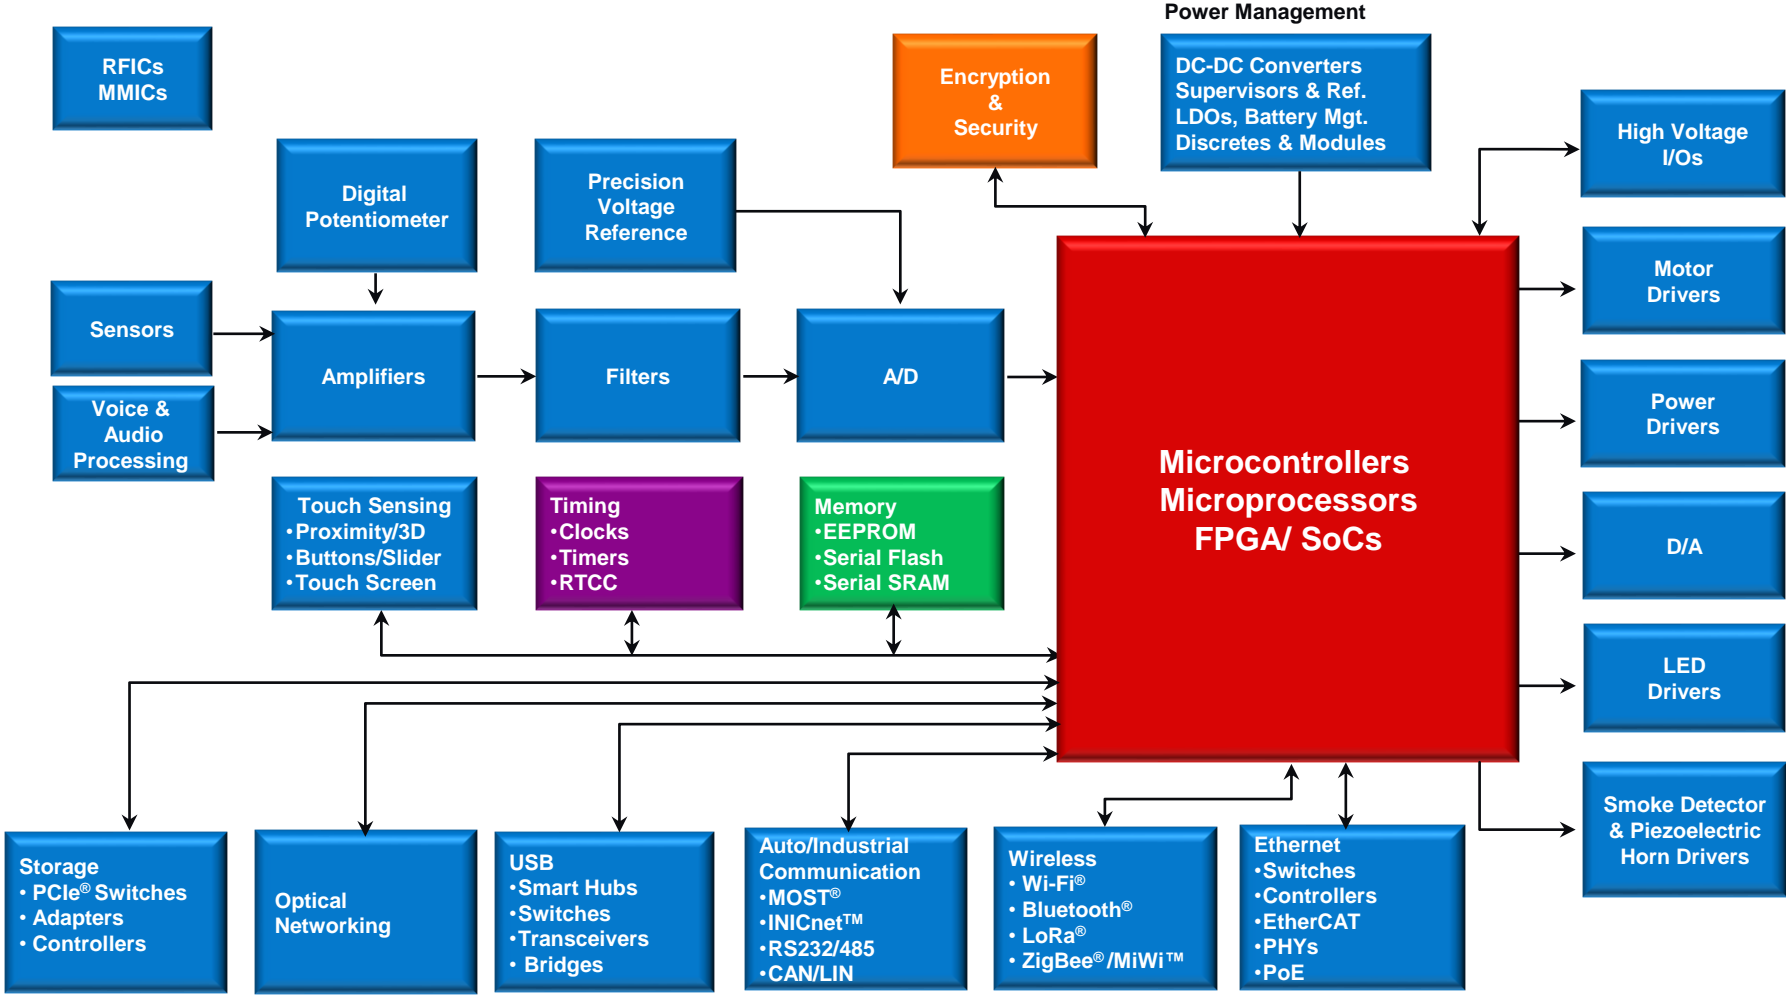 Power Management
RFICs
MMICs
Encryption
&
Security
DC-DC Converters
Supervisors & Ref.
LDOs, Battery Mgt.
Discretes & Modules
High Voltage
I/Os
Digital
Potentiometer
Precision
Voltage
Reference
Motor
Drivers
Sensors
Amplifiers
Filters
A/D
Voice &
Audio
Processing
Power
Drivers
Microcontrollers
Microprocessors
FPGA/ SoCs
Touch Sensing
•Proximity/3D
•Buttons/Slider
•Touch Screen
Timing
•Clocks
•Timers
•RTCC
Memory
•EEPROM
•Serial Flash
•Serial SRAM
D/A
LED
Drivers
Smoke Detector
& Piezoelectric
Horn Drivers
Storage
• PCIe® Switches
• Adapters
• Controllers
Optical
Networking
USB
•Smart Hubs
•Switches
•Transceivers
• Bridges
Auto/Industrial
Communication
•MOST®
•INICnet™
•RS232/485
•CAN/LIN
Wireless
• Wi-Fi®
• Bluetooth®
• LoRa®
• ZigBee® /MiWi™
Ethernet
•Switches
•Controllers
•EtherCAT
•PHYs
•PoE